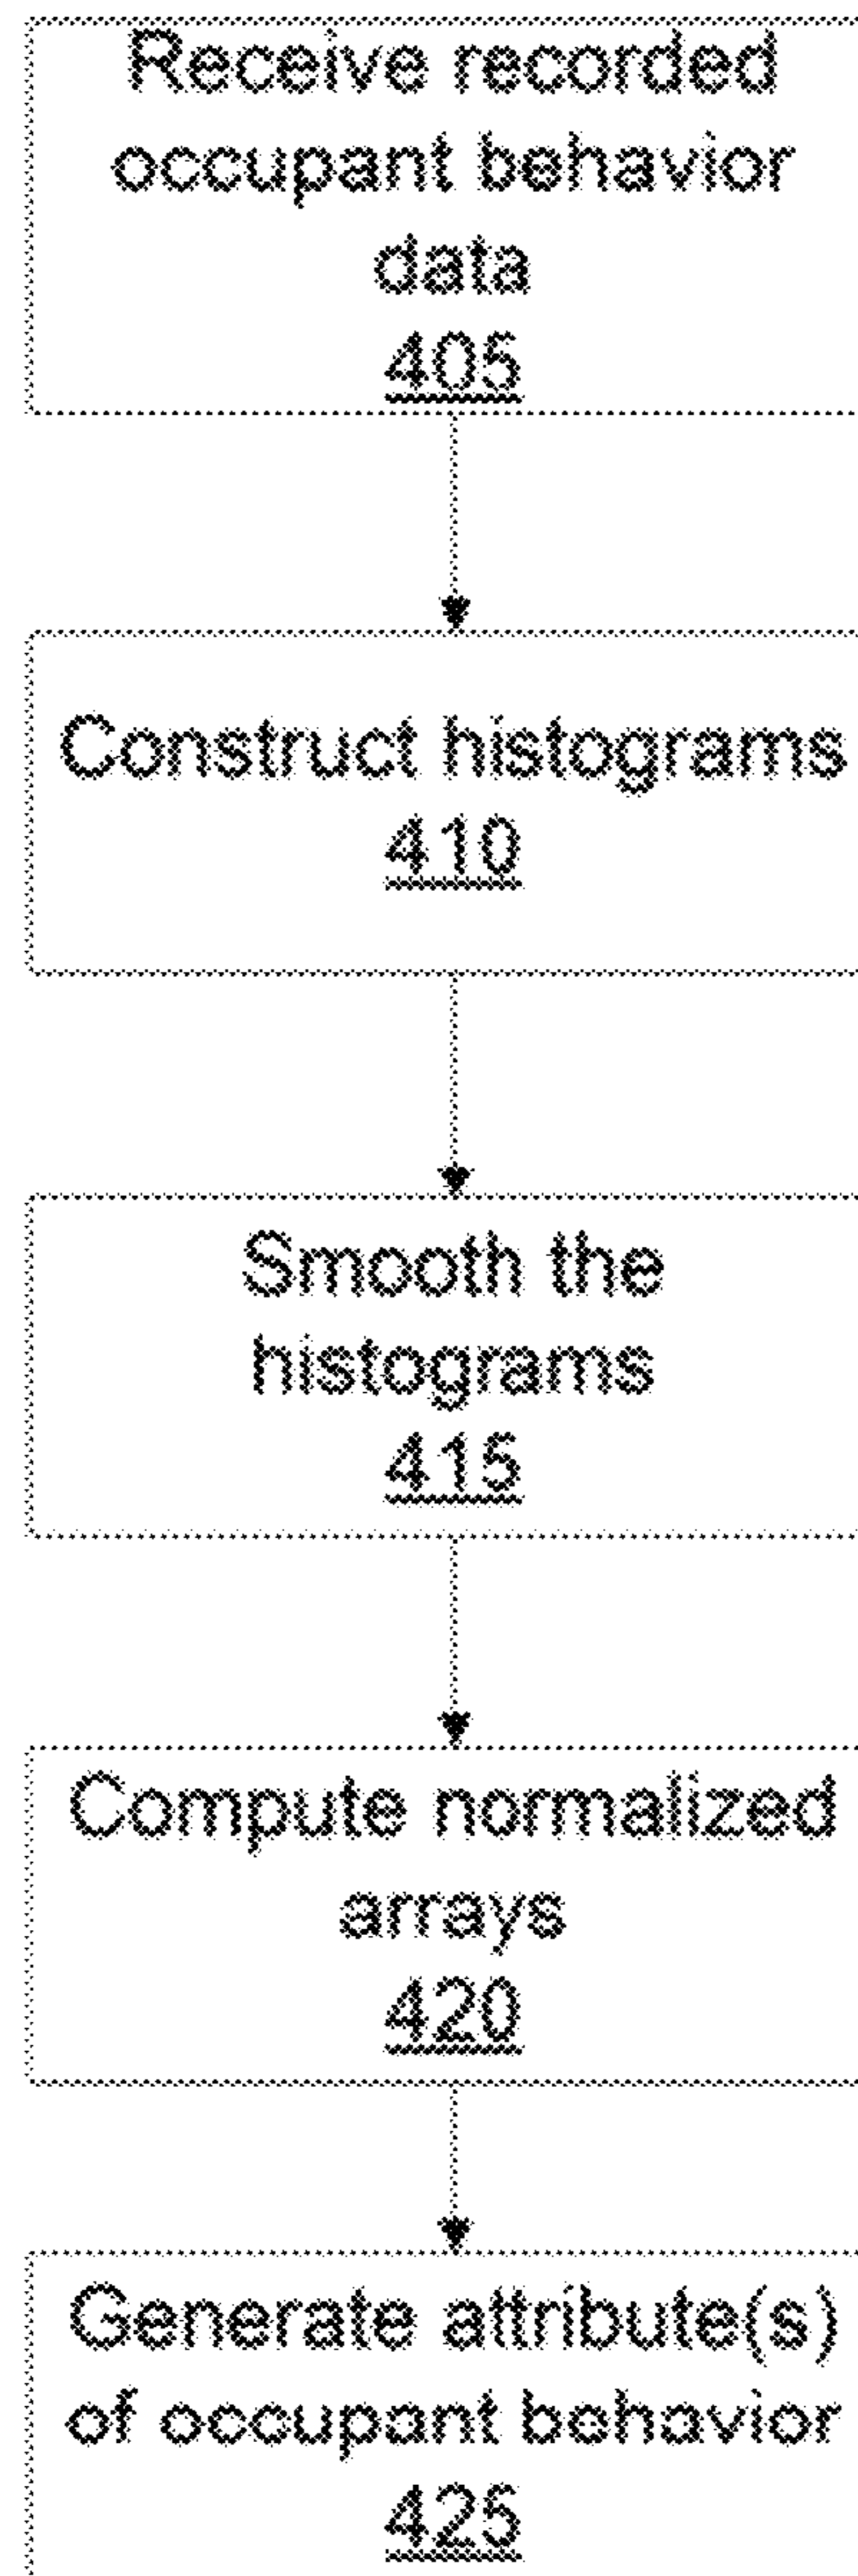 Receive recorded
occupant behavior
data
405
Construct histograms
410
Smooth the
histograms
415
Compute normalized
arrays
420
Generate attribute(s)
of occupant behavior
425